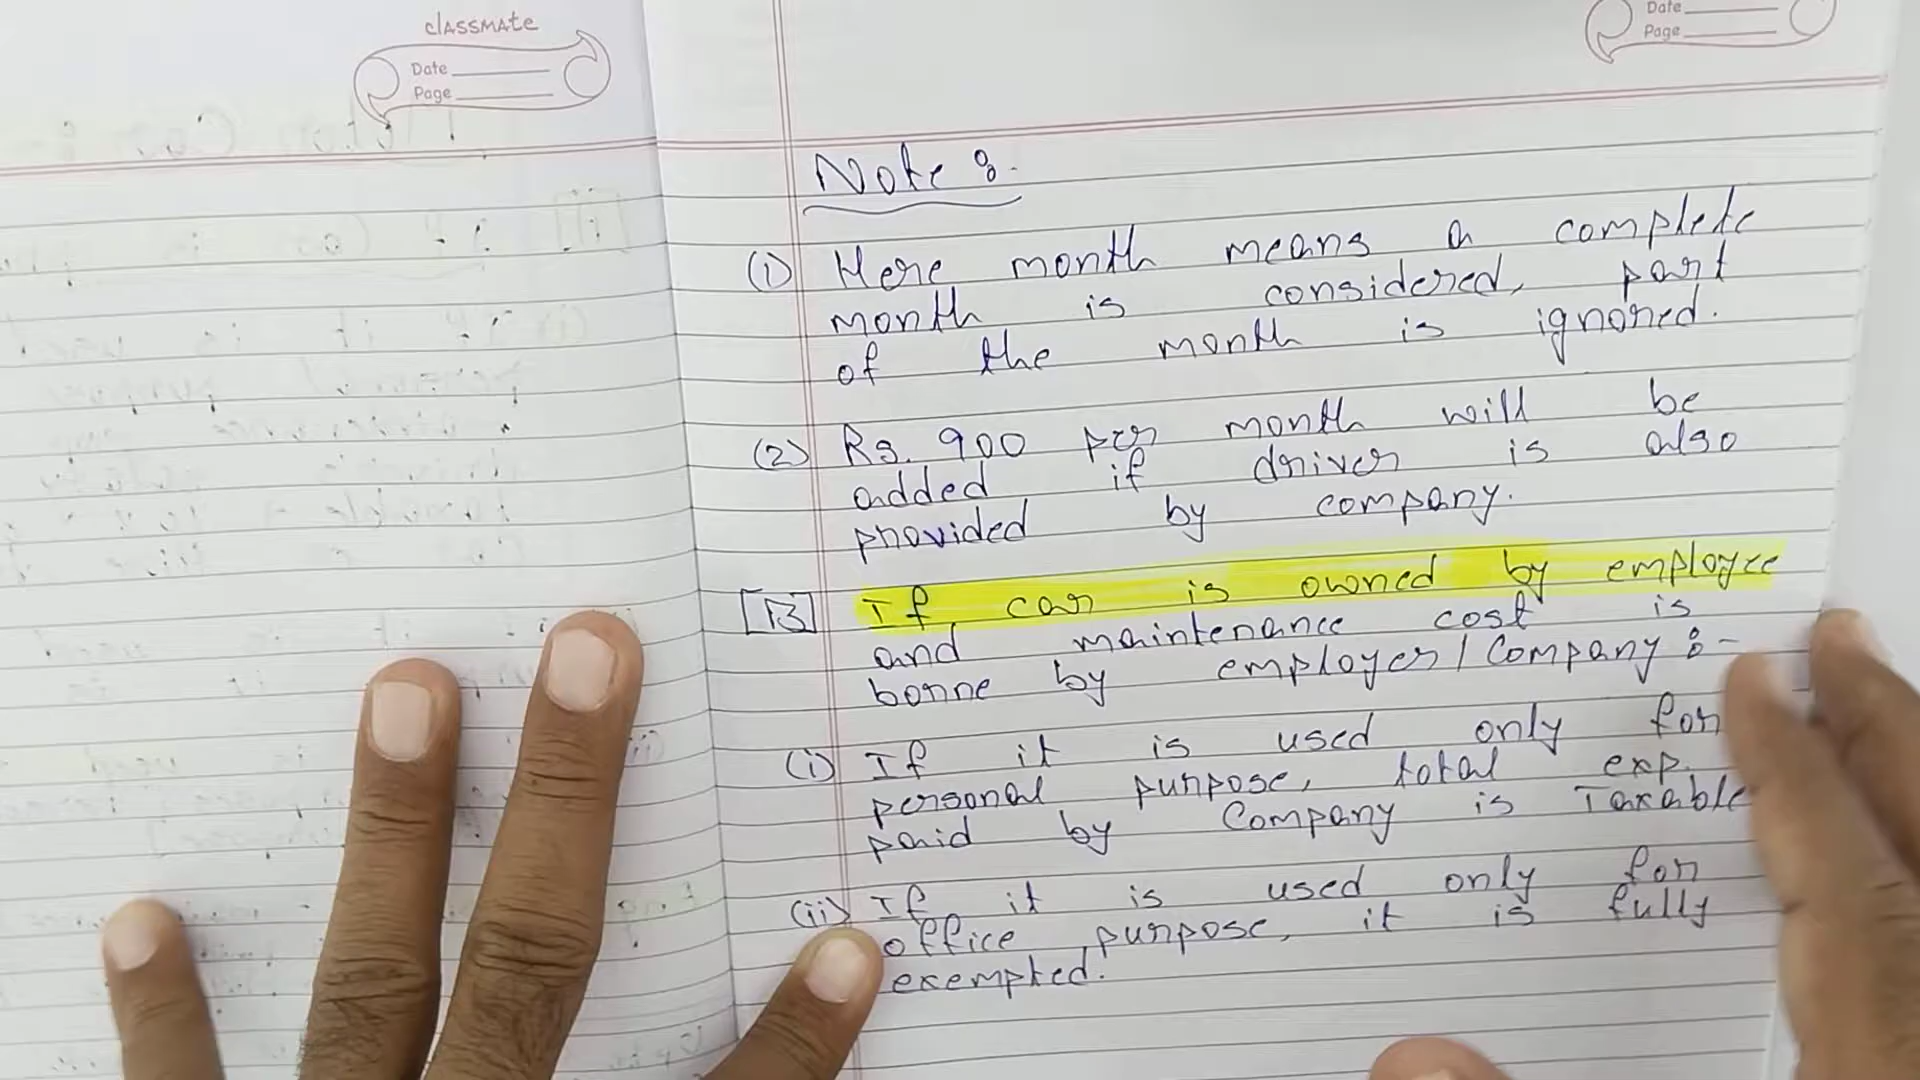 classmate
Date
Page
Date
Page
Note :-
(1) Here month means a complete
month is considered, part
of the month is ignored.
(2) Rs. 900 per month will be
added if driver is also
provided by company.
[B] If car is owned by employee
and maintenance cost is
borne by employer/Company :-
(i) If it is used only for
personal purpose, total exp.
paid by Company is Taxable
(ii) If it is used only for
office purpose, it is fully
exempted.